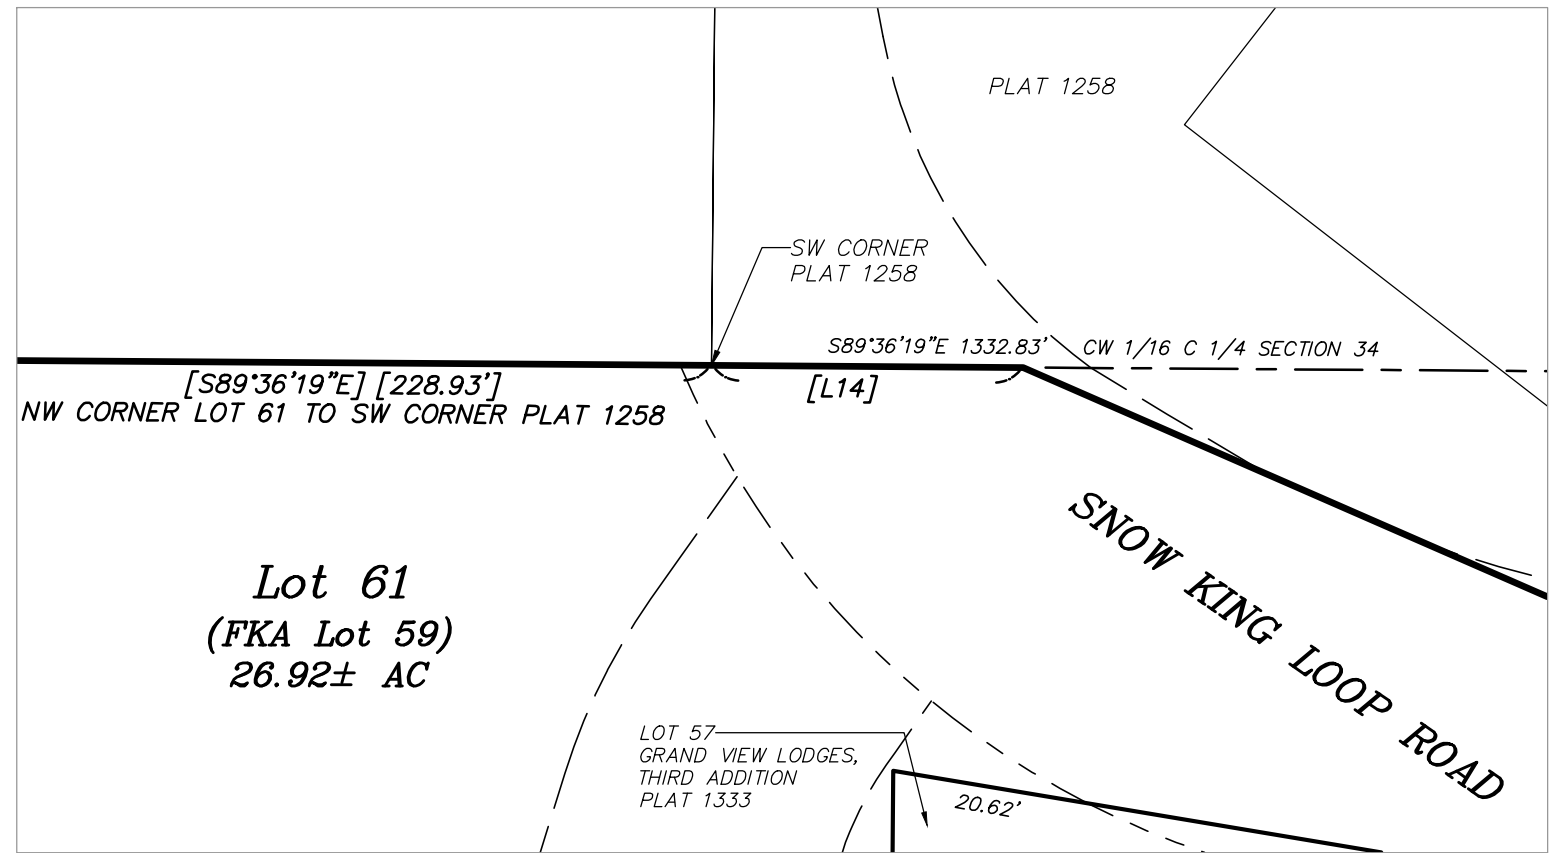 PLAT 1258
SW CORNER
PLAT 1258
S89°36'19"E 1332.83'
CW 1/16 C 1/4 SECTION 34
[S89°36'19"E] [228.93']
[L14]
NW CORNER LOT 61 TO SW CORNER PLAT 1258
SNOW KING LOOP ROAD
Lot 61
(FKA Lot 59)
26.92± AC
LOT 57
GRAND VIEW LODGES,
THIRD ADDITION
PLAT 1333
20.62'